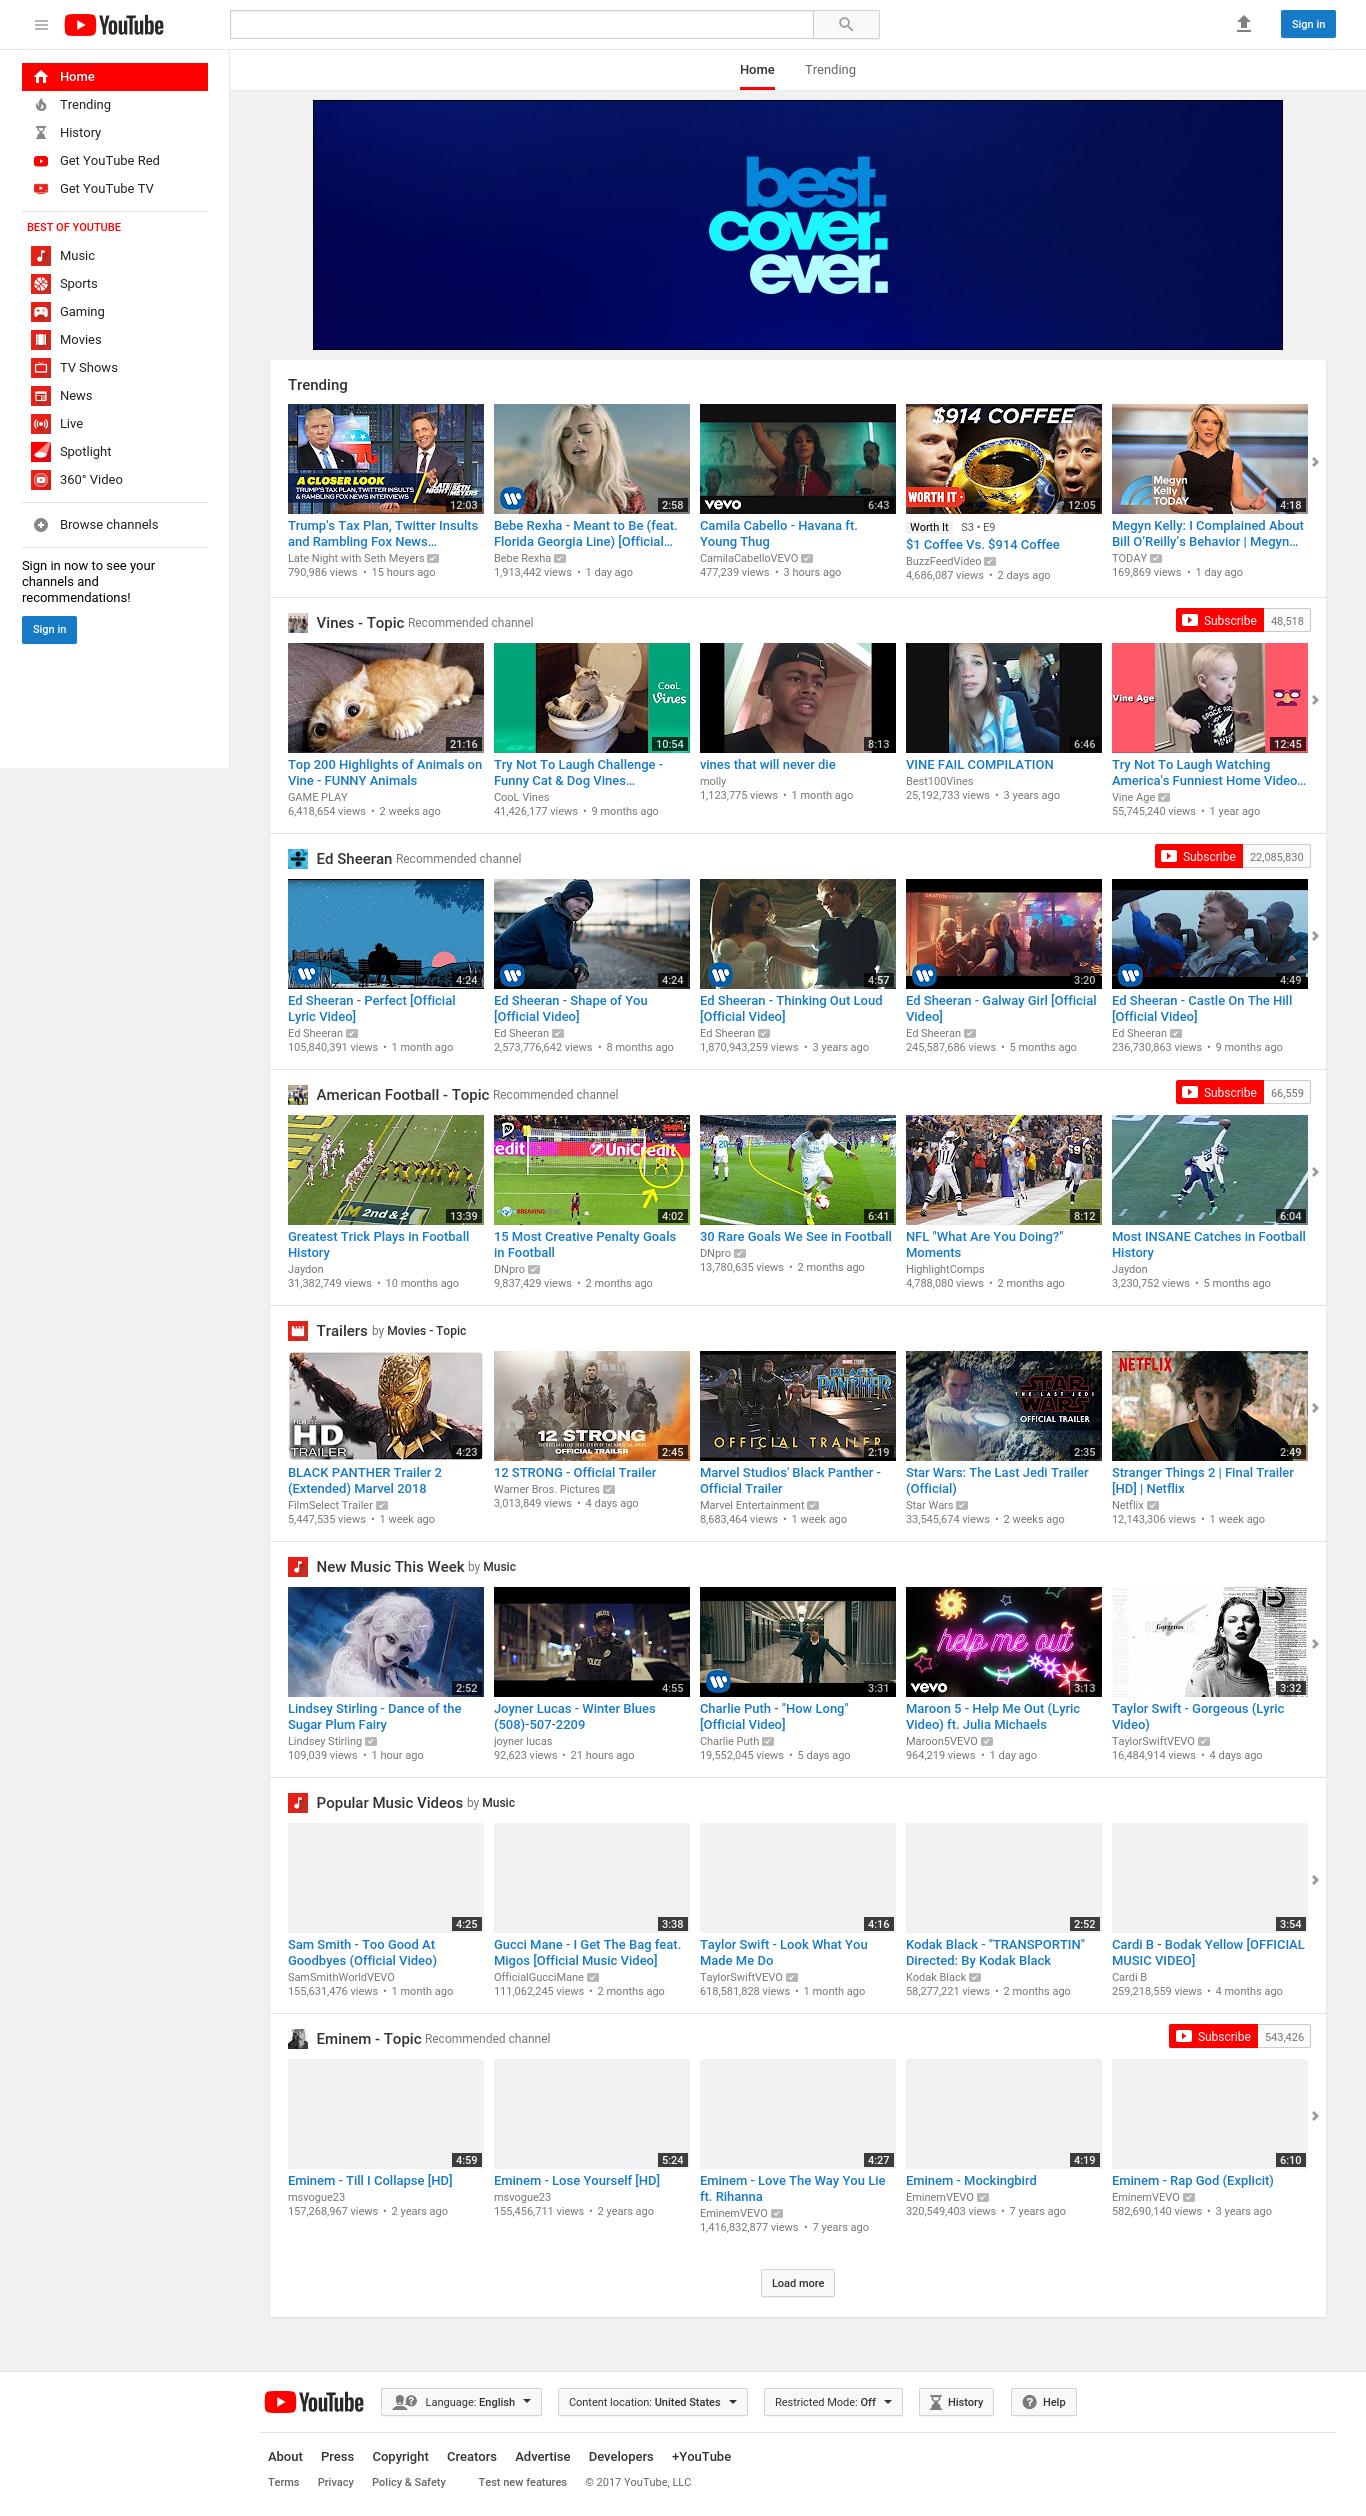 YouTube
Sign in
Home
Trending
Home
Trending
History
Get YouTube Red
Get YouTube TV
BEST OF YOUTUBE
Music
Sports
Gaming
Movies
TV Shows
News
Live
Spotlight
360° Video
Browse channels
Sign in now to see your
channels and
recommendations!
Sign in
best.
cover.
ever.
Trending
A CLOSER LOOK
TRUMP'S TAX PLAN, TWITTER INSULTS
& RAMBLING FOX NEWS INTERVIEWS
LATE NIGHT SETH MEYERS
12:03
2:58
vevo
6:43
$914 COFFEE
WORTH IT
12:05
Megyn
Kelly
TODAY
4:18
Trump's Tax Plan, Twitter Insults
and Rambling Fox News...
Late Night with Seth Meyers
790,986 views • 15 hours ago
Bebe Rexha - Meant to Be (feat.
Florida Georgia Line) [Official...
Bebe Rexha
1,913,442 views • 1 day ago
Camila Cabello - Havana ft.
Young Thug
CamilaCabelloVEVO
477,239 views • 3 hours ago
Worth It S3 • E9
$1 Coffee Vs. $914 Coffee
BuzzFeedVideo
4,686,087 views • 2 days ago
Megyn Kelly: I Complained About
Bill O'Reilly's Behavior | Megyn...
TODAY
169,869 views • 1 day ago
Vines - Topic Recommended channel
Subscribe 48,518
21:16
CooL
Vines
10:54
8:13
6:46
Vine Age
12:45
Top 200 Highlights of Animals on
Vine - FUNNY Animals
GAME PLAY
6,418,654 views • 2 weeks ago
Try Not To Laugh Challenge -
Funny Cat & Dog Vines...
CooL Vines
41,426,177 views • 9 months ago
vines that will never die
molly
1,123,775 views • 1 month ago
VINE FAIL COMPILATION
Best100Vines
25,192,733 views • 3 years ago
Try Not To Laugh Watching
America's Funniest Home Video...
Vine Age
55,745,240 views • 1 year ago
Ed Sheeran Recommended channel
Subscribe 22,085,830
4:24
4:24
4:57
3:20
4:49
Ed Sheeran - Perfect [Official
Lyric Video]
Ed Sheeran
105,840,391 views • 1 month ago
Ed Sheeran - Shape of You
[Official Video]
Ed Sheeran
2,573,776,642 views • 8 months ago
Ed Sheeran - Thinking Out Loud
[Official Video]
Ed Sheeran
1,870,943,259 views • 3 years ago
Ed Sheeran - Galway Girl [Official
Video]
Ed Sheeran
245,587,686 views • 5 months ago
Ed Sheeran - Castle On The Hill
[Official Video]
Ed Sheeran
236,730,863 views • 9 months ago
American Football - Topic Recommended channel
Subscribe 66,559
2nd & 2
13:39
UniCredit
BREAKING
4:02
6:41
8:12
6:04
Greatest Trick Plays in Football
History
Jaydon
31,382,749 views • 10 months ago
15 Most Creative Penalty Goals
in Football
DNpro
9,837,429 views • 2 months ago
30 Rare Goals We See in Football
DNpro
13,780,635 views • 2 months ago
NFL "What Are You Doing?"
Moments
HighlightComps
4,788,080 views • 2 months ago
Most INSANE Catches in Football
History
Jaydon
3,230,752 views • 5 months ago
Trailers by Movies - Topic
HD
TRAILER
4:23
12 STRONG
OFFICIAL TRAILER
2:45
BLACK
PANTHER
OFFICIAL TRAILER
2:19
STAR
THE LAST JEDI
WARS
OFFICIAL TRAILER
2:35
NETFLIX
2:49
BLACK PANTHER Trailer 2
(Extended) Marvel 2018
FilmSelect Trailer
5,447,535 views • 1 week ago
12 STRONG - Official Trailer
Warner Bros. Pictures
3,013,849 views • 4 days ago
Marvel Studios' Black Panther -
Official Trailer
Marvel Entertainment
8,683,464 views • 1 week ago
Star Wars: The Last Jedi Trailer
(Official)
Star Wars
33,545,674 views • 2 weeks ago
Stranger Things 2 | Final Trailer
[HD] | Netflix
Netflix
12,143,306 views • 1 week ago
New Music This Week by Music
2:52
POLICE
4:55
3:31
help me out
vevo
3:13
Gorgeous
3:32
Lindsey Stirling - Dance of the
Sugar Plum Fairy
Lindsey Stirling
109,039 views • 1 hour ago
Joyner Lucas - Winter Blues
(508)-507-2209
joyner lucas
92,623 views • 21 hours ago
Charlie Puth - "How Long"
[Official Video]
Charlie Puth
19,552,045 views • 5 days ago
Maroon 5 - Help Me Out (Lyric
Video) ft. Julia Michaels
Maroon5VEVO
964,219 views • 1 day ago
Taylor Swift - Gorgeous (Lyric
Video)
TaylorSwiftVEVO
16,484,914 views • 4 days ago
Popular Music Videos by Music
4:25
3:38
4:16
2:52
3:54
Sam Smith - Too Good At
Goodbyes (Official Video)
SamSmithWorldVEVO
155,631,476 views • 1 month ago
Gucci Mane - I Get The Bag feat.
Migos [Official Music Video]
OfficialGucciMane
111,062,245 views • 2 months ago
Taylor Swift - Look What You
Made Me Do
TaylorSwiftVEVO
618,581,828 views • 1 month ago
Kodak Black - "TRANSPORTIN"
Directed: By Kodak Black
Kodak Black
58,277,221 views • 2 months ago
Cardi B - Bodak Yellow [OFFICIAL
MUSIC VIDEO]
Cardi B
259,218,559 views • 4 months ago
Eminem - Topic Recommended channel
Subscribe 543,426
4:59
5:24
4:27
4:19
6:10
Eminem - Till I Collapse [HD]
msvogue23
157,268,967 views • 2 years ago
Eminem - Lose Yourself [HD]
msvogue23
155,456,711 views • 2 years ago
Eminem - Love The Way You Lie
ft. Rihanna
EminemVEVO
1,416,832,877 views • 7 years ago
Eminem - Mockingbird
EminemVEVO
320,549,403 views • 7 years ago
Eminem - Rap God (Explicit)
EminemVEVO
582,690,140 views • 3 years ago
Load more
YouTube
Language: English
Content location: United States
Restricted Mode: Off
History
Help
About Press Copyright Creators Advertise Developers +YouTube
Terms Privacy Policy & Safety Test new features © 2017 YouTube, LLC